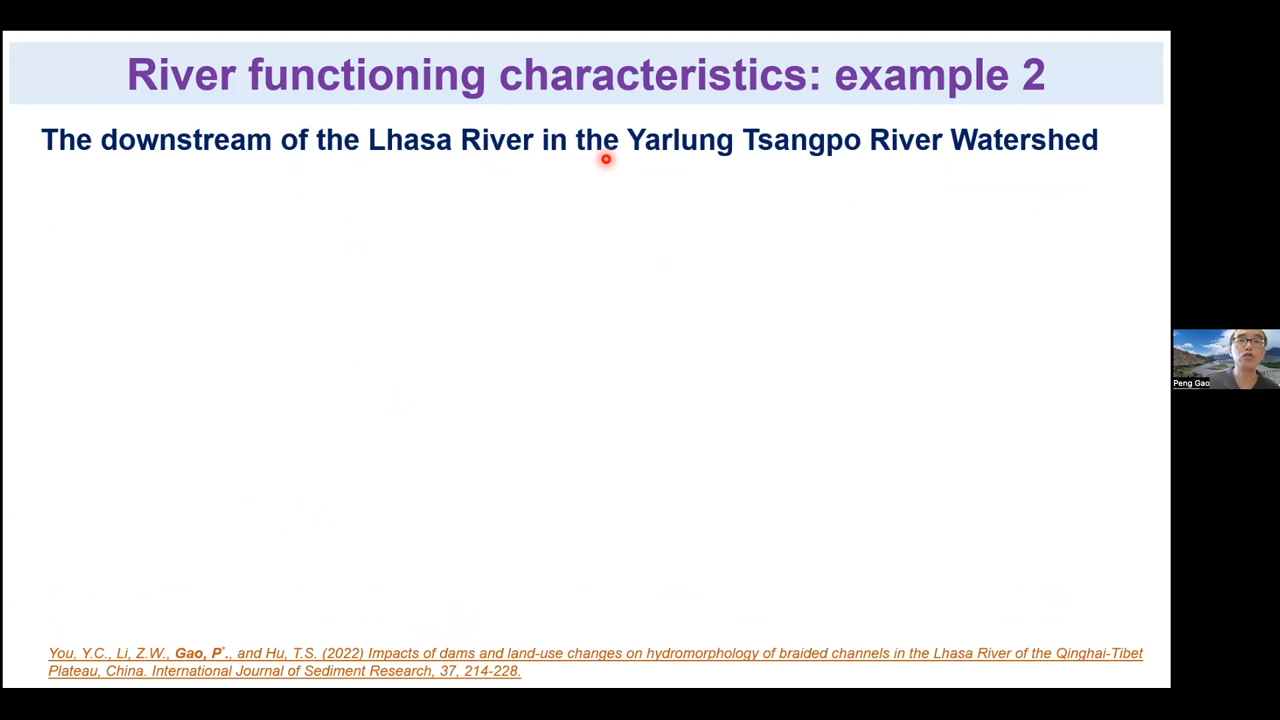 River functioning characteristics: example 2
The downstream of the Lhasa River in the Yarlung Tsangpo River Watershed
Peng Gao
You, Y.C., Li, Z.W., Gao, P*., and Hu, T.S. (2022) Impacts of dams and land-use changes on hydromorphology of braided channels in the Lhasa River of the Qinghai-Tibet
Plateau, China. International Journal of Sediment Research, 37, 214-228.